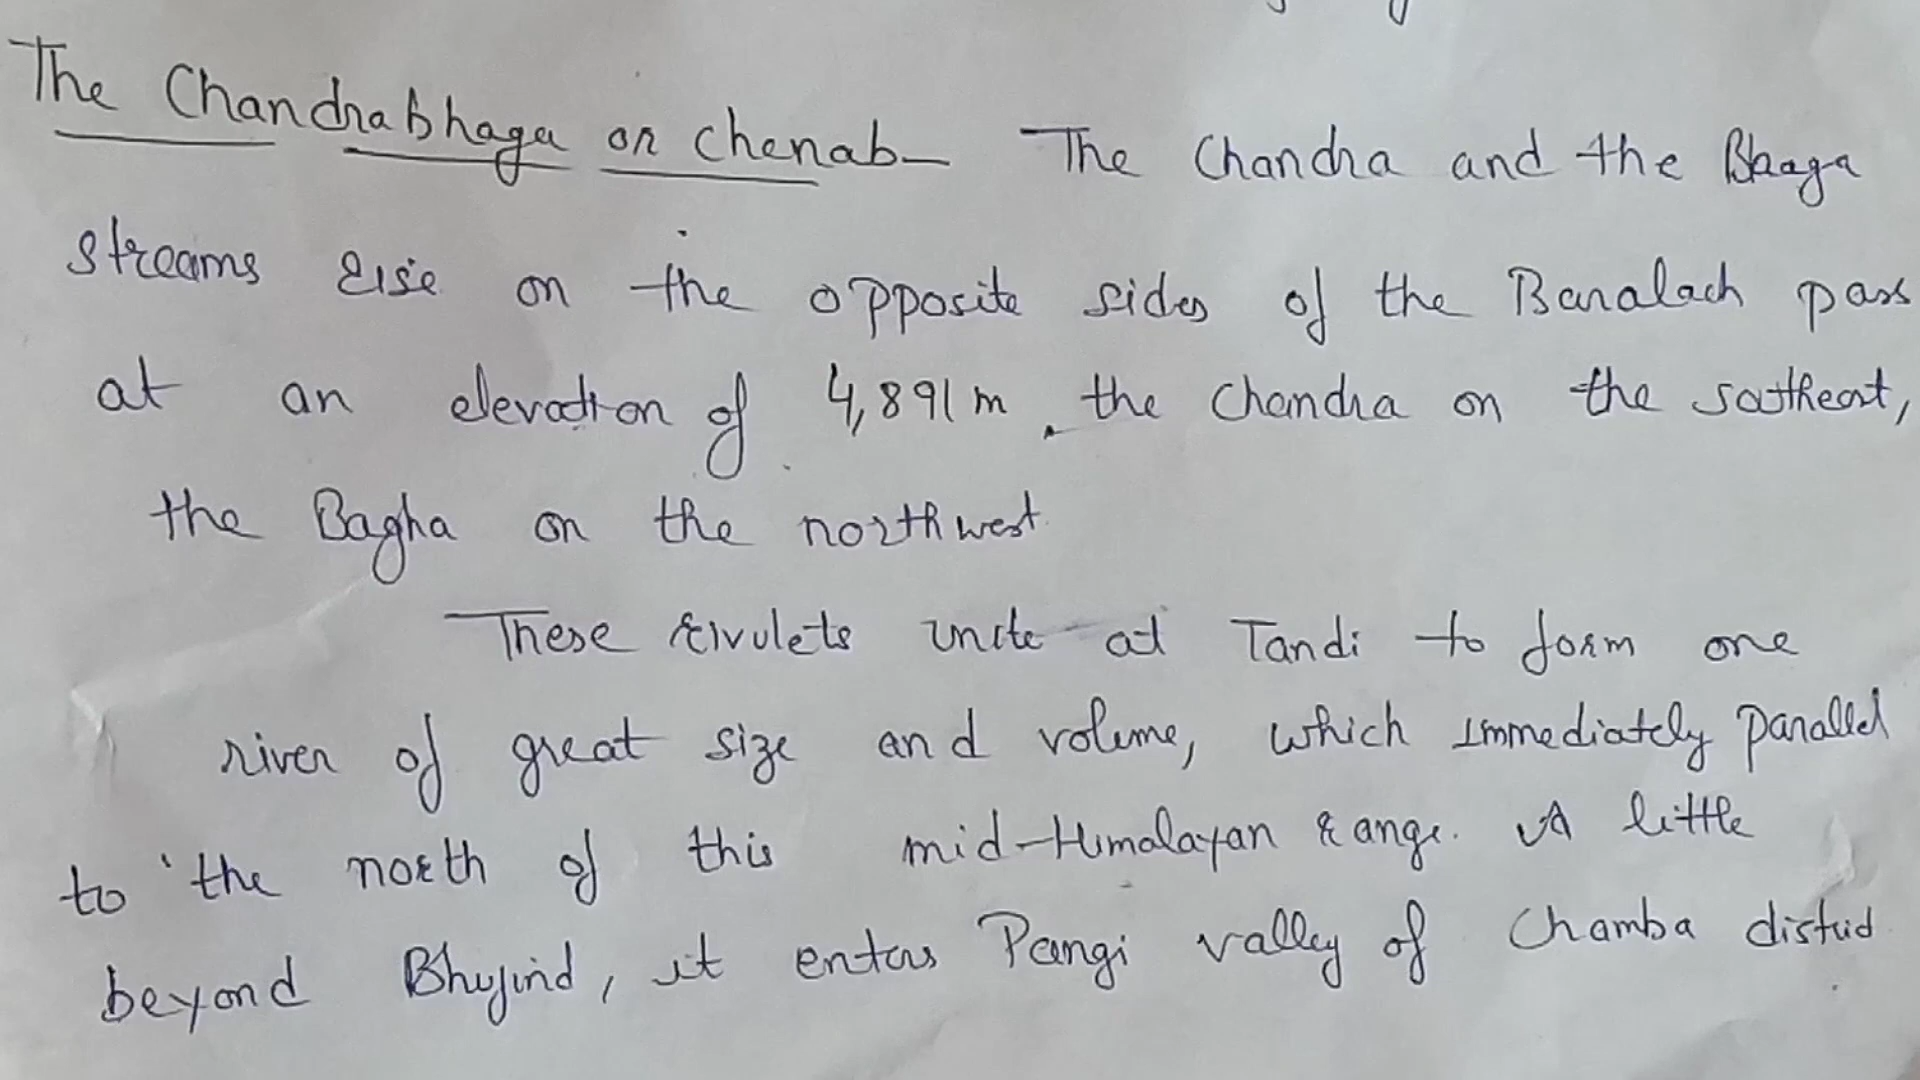 The Chandrabhaga or Chenab- The Chandra and the Bhaga
streams rise on the opposite sides of the Baralach pass
at an elevation of 4,891 m. the Chandra on the southeast,
the Bagha on the northwest.
These rivulets unite at Tandi to form one
river of great size and volume, which immediately parallel
to the north of this mid-Himalayan range. A little
beyond Bhujind, it enters Pangi valley of Chamba district